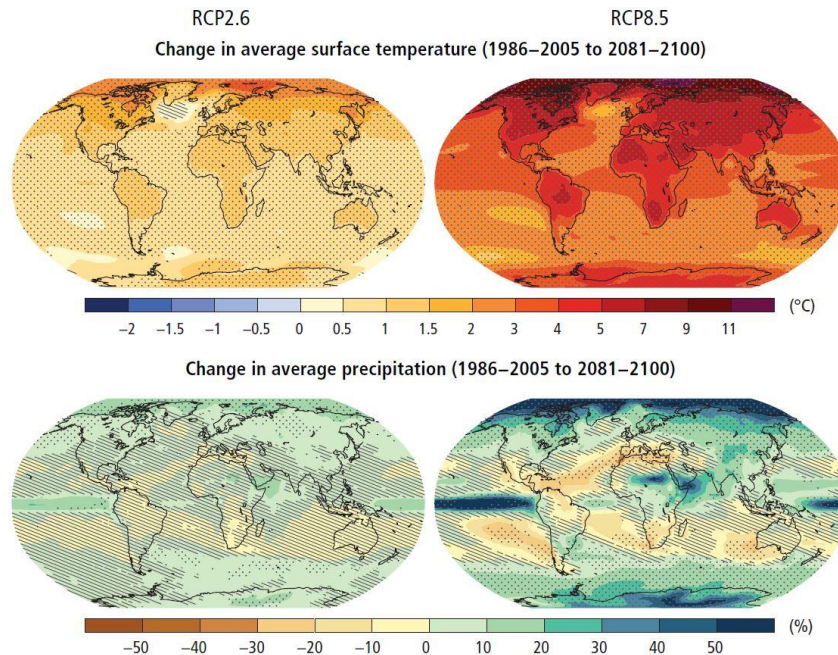 RCP2.6 RCP8.5
Change in average surface temperature (1986–2005 to 2081–2100)
−2 −1.5 −1 −0.5 0 0.5 1 1.5 2 3 4 5 7 9 11 (°C)
Change in average precipitation (1986–2005 to 2081–2100)
−50 −40 −30 −20 −10 0 10 20 30 40 50 (%)